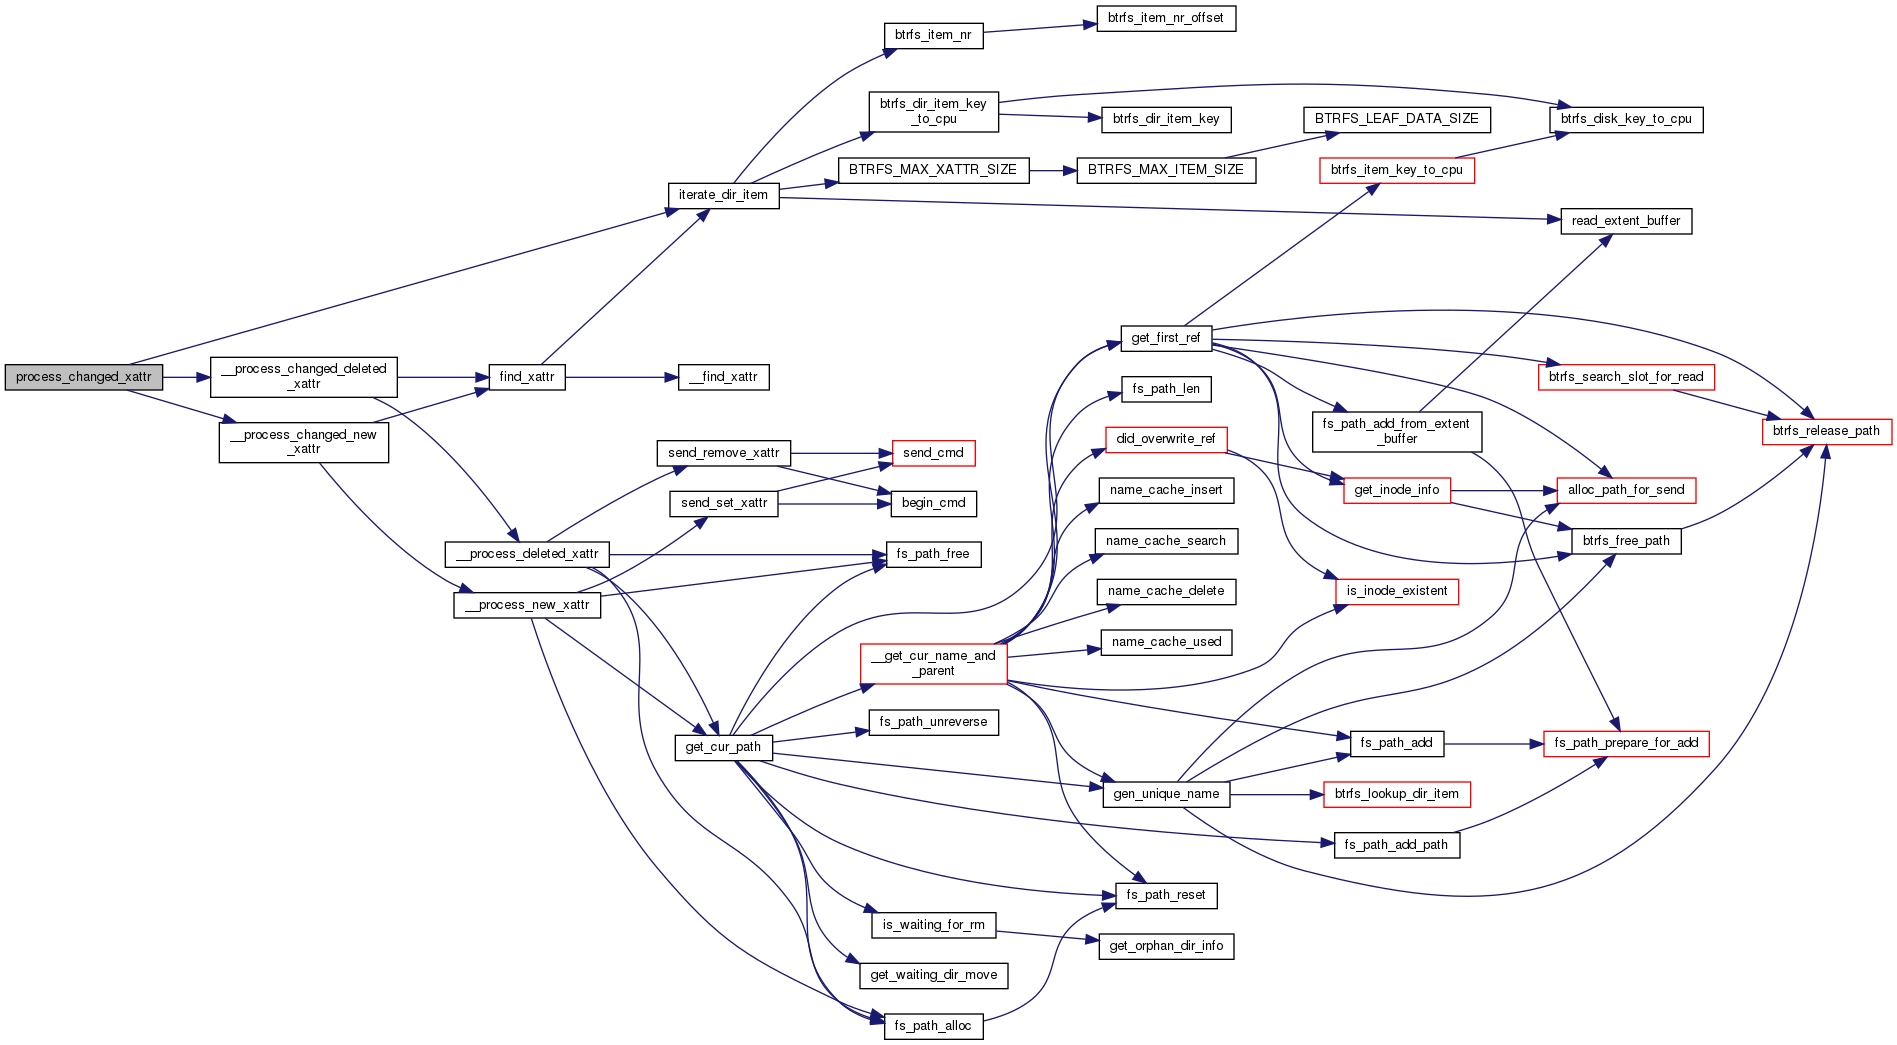 process_changed_xattr
__process_changed_deleted
_xattr
__process_changed_new
_xattr
find_xattr
__process_deleted_xattr
__process_new_xattr
iterate_dir_item
__find_xattr
send_remove_xattr
send_set_xattr
get_cur_path
btrfs_item_nr
btrfs_dir_item_key
_to_cpu
BTRFS_MAX_XATTR_SIZE
send_cmd
begin_cmd
fs_path_free
__get_cur_name_and
_parent
fs_path_unreverse
is_waiting_for_rm
get_waiting_dir_move
fs_path_alloc
btrfs_item_nr_offset
btrfs_dir_item_key
BTRFS_MAX_ITEM_SIZE
get_first_ref
fs_path_len
did_overwrite_ref
name_cache_insert
name_cache_search
name_cache_delete
name_cache_used
gen_unique_name
fs_path_reset
get_orphan_dir_info
BTRFS_LEAF_DATA_SIZE
btrfs_item_key_to_cpu
fs_path_add_from_extent
_buffer
get_inode_info
is_inode_existent
fs_path_add
btrfs_lookup_dir_item
fs_path_add_path
btrfs_disk_key_to_cpu
read_extent_buffer
btrfs_search_slot_for_read
alloc_path_for_send
btrfs_free_path
fs_path_prepare_for_add
btrfs_release_path